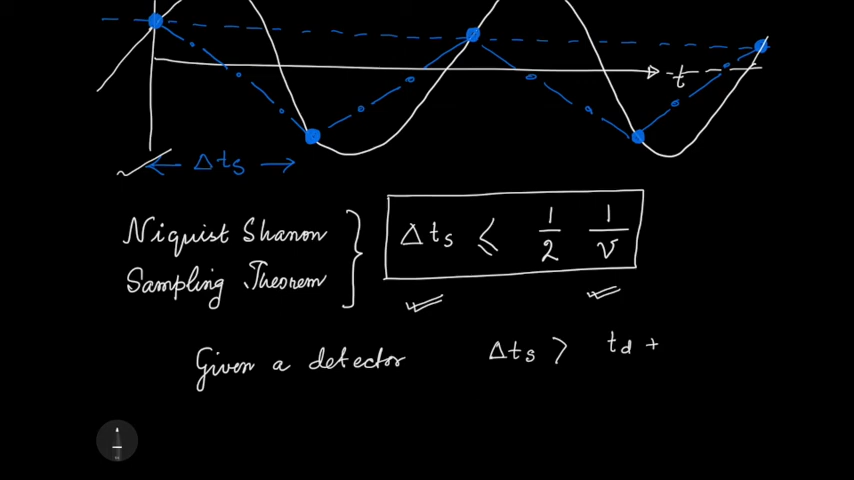 t
Δts
Niquist Shanon
Sampling Theorem
Δts ≤ 1/2 1/ν
Given a detector Δts > td +